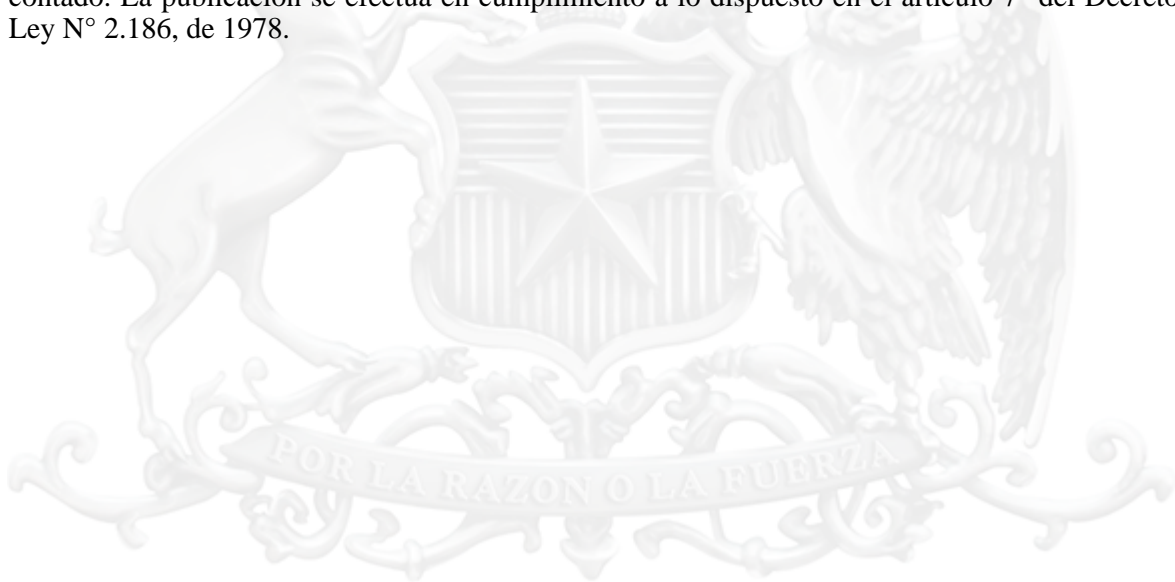 contado. La publicación se efectúa en cumplimiento a lo dispuesto en el artículo 7° del Decreto
Ley N° 2.186, de 1978.
POR LA RAZON O LA FUERZA